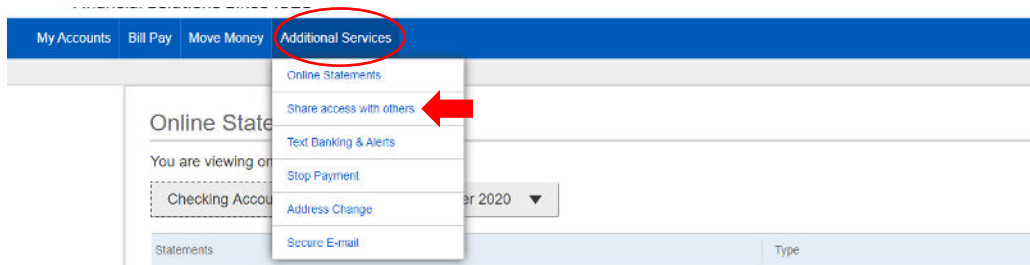 My Accounts Bill Pay Move Money Additional Services
Online Statements
Share access with others
Text Banking & Alerts
Stop Payment
Address Change
Secure E-mail
Online State
You are viewing on
Checking Accou er 2020
Statements Type